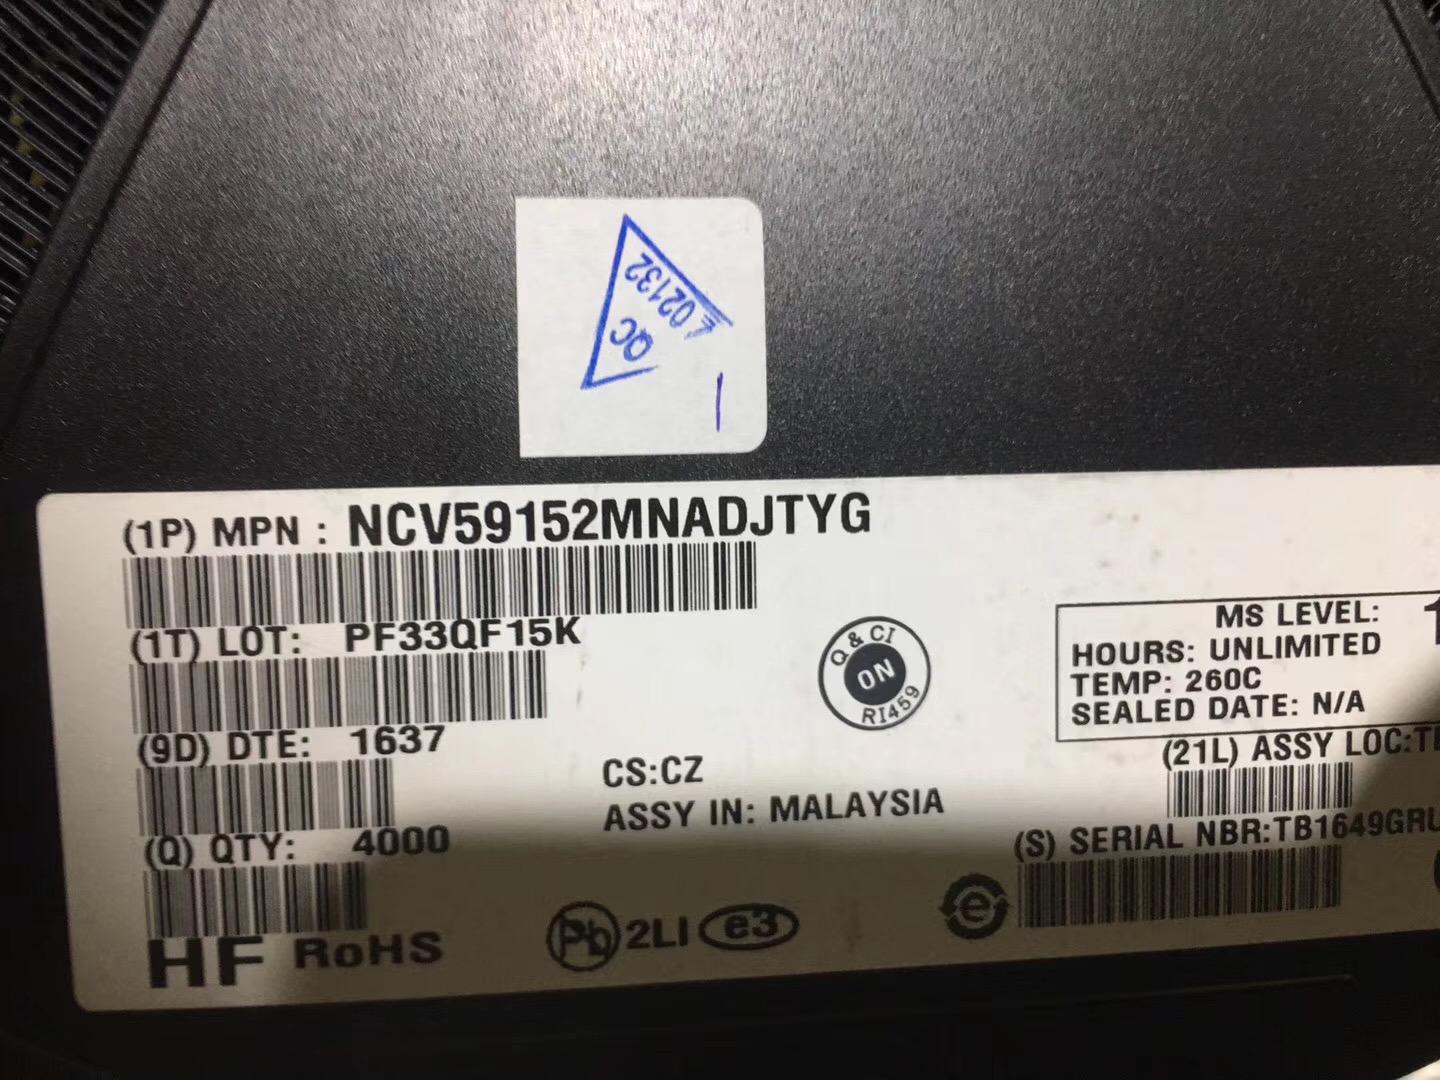 QC
E02132
(1P) MPN : NCV59152MNADJTYG
(1T) LOT: PF33QF15K
(9D) DTE: 1637
(Q) QTY: 4000
HF RoHS
Q & CI
ON
RI459
CS:CZ
ASSY IN: MALAYSIA
Pb 2LI e3
MS LEVEL: 1
HOURS: UNLIMITED
TEMP: 260C
SEALED DATE: N/A
(21L) ASSY LOC:
(S) SERIAL NBR:TB1649GRU
e